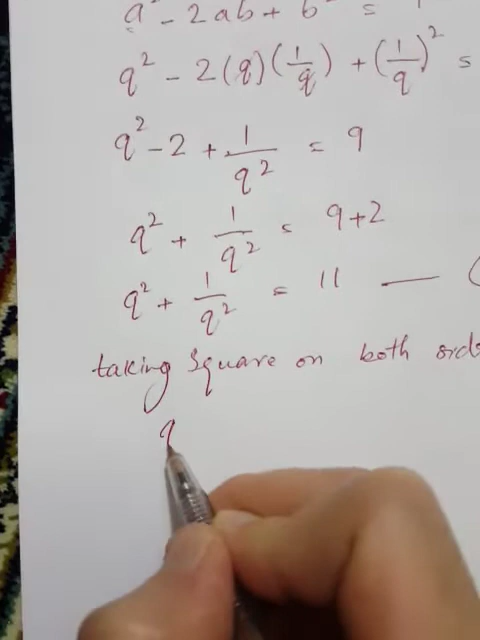 a² - 2ab + b² =
q² - 2(q)(1/q) + (1/q)² =
q² - 2 + 1/q² = 9
q² + 1/q² = 9+2
q² + 1/q² = 11 — (
taking square on both
q